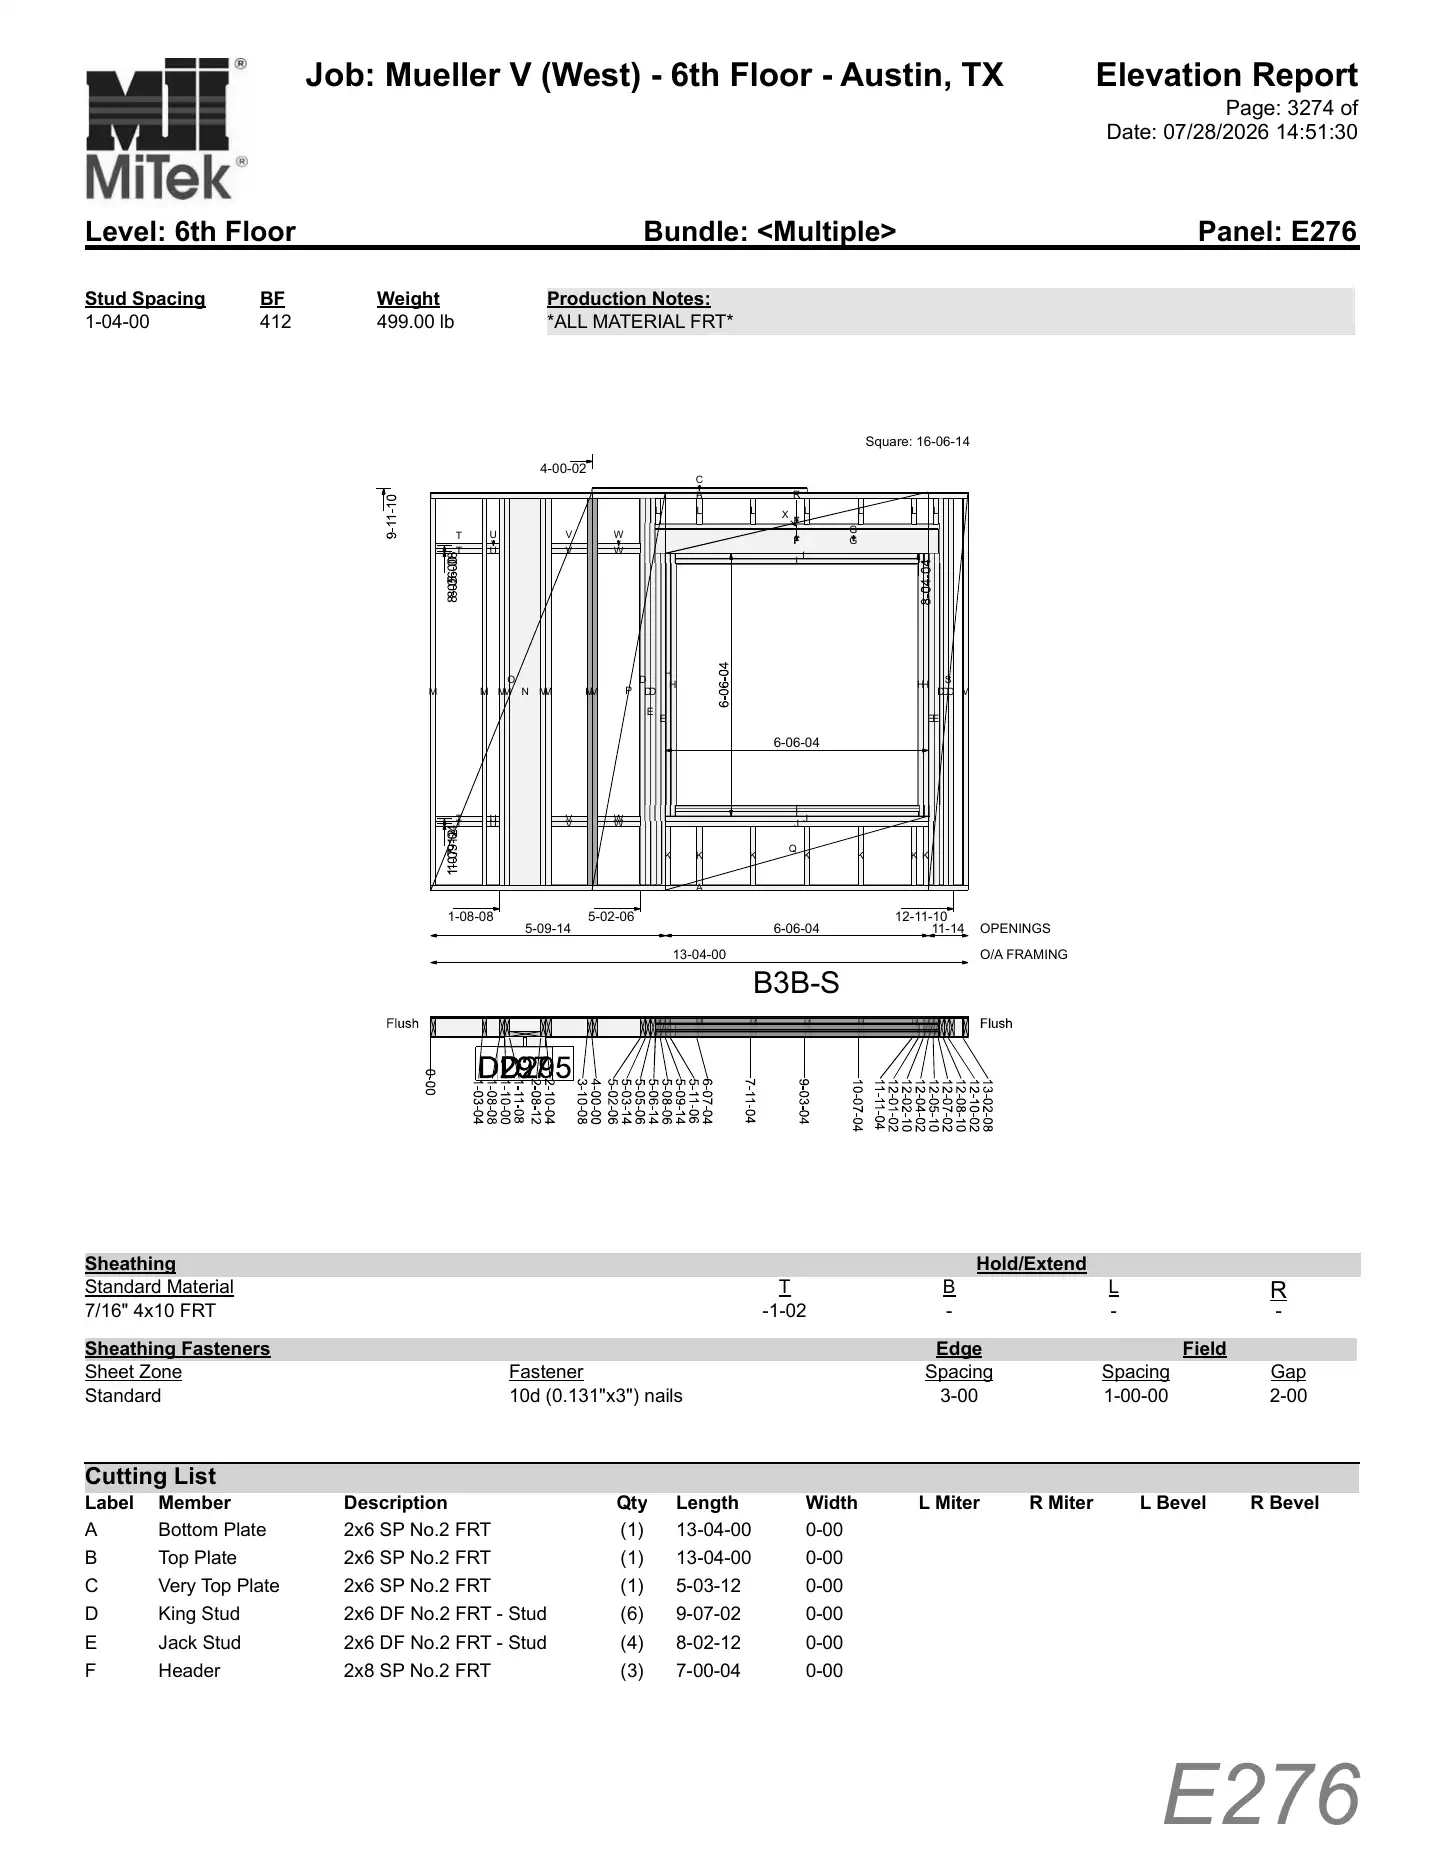 Job: Mueller V (West) - 6th Floor - Austin, TX
Elevation Report
Page: 3274 of
Date: 07/28/2026 14:51:30
MiTek
Level: 6th Floor Bundle: <Multiple> Panel: E276
Stud Spacing BF Weight Production Notes:
1-04-00 412 499.00 lb *ALL MATERIAL FRT*
Square: 16-06-14
4-00-02
C
9-11-10
X
T U V W
O G
F
8-04-04
6-06-04
M M N P
O D S
E
H
6-06-04
Q
K K K K K K K
A
1-08-08 5-02-06 12-11-10
5-09-14 6-06-04 11-14 OPENINGS
13-04-00 O/A FRAMING
B3B-S
Flush Flush
0-00 1-03-04 1-08-08 1-10-00 1-11-08 2-08-12 2-10-04 3-10-08 4-00-00 5-02-06 5-03-14 5-05-06 5-06-14 5-08-06 5-09-14 5-11-06 6-07-04 7-11-04 9-03-04 10-07-04 11-11-04 12-01-02 12-02-10 12-04-02 12-05-10 12-07-02 12-08-10 12-10-02 13-02-08
Sheathing Hold/Extend
Standard Material T B L R
7/16" 4x10 FRT -1-02 - - -
Sheathing Fasteners Edge Field
Sheet Zone Fastener Spacing Spacing Gap
Standard 10d (0.131"x3") nails 3-00 1-00-00 2-00
Cutting List
Label Member Description Qty Length Width L Miter R Miter L Bevel R Bevel
A Bottom Plate 2x6 SP No.2 FRT (1) 13-04-00 0-00
B Top Plate 2x6 SP No.2 FRT (1) 13-04-00 0-00
C Very Top Plate 2x6 SP No.2 FRT (1) 5-03-12 0-00
D King Stud 2x6 DF No.2 FRT - Stud (6) 9-07-02 0-00
E Jack Stud 2x6 DF No.2 FRT - Stud (4) 8-02-12 0-00
F Header 2x8 SP No.2 FRT (3) 7-00-04 0-00
E276